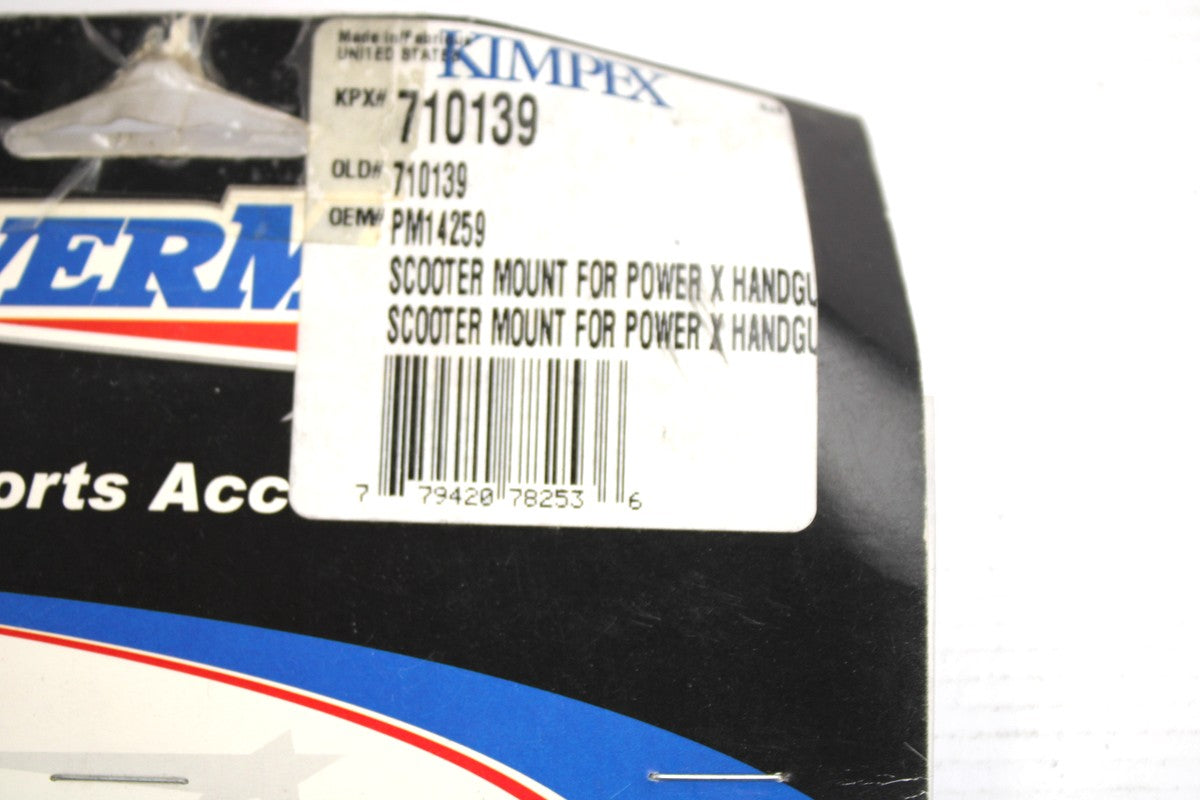 Made in/Fabriqué
UNITED STATES
KIMPEX
KPX# 710139
OLD# 710139
OEM# PM14259
SCOOTER MOUNT FOR POWER X HANDGU
SCOOTER MOUNT FOR POWER X HANDGU
7 79420 78253 6
VERM
orts Acc